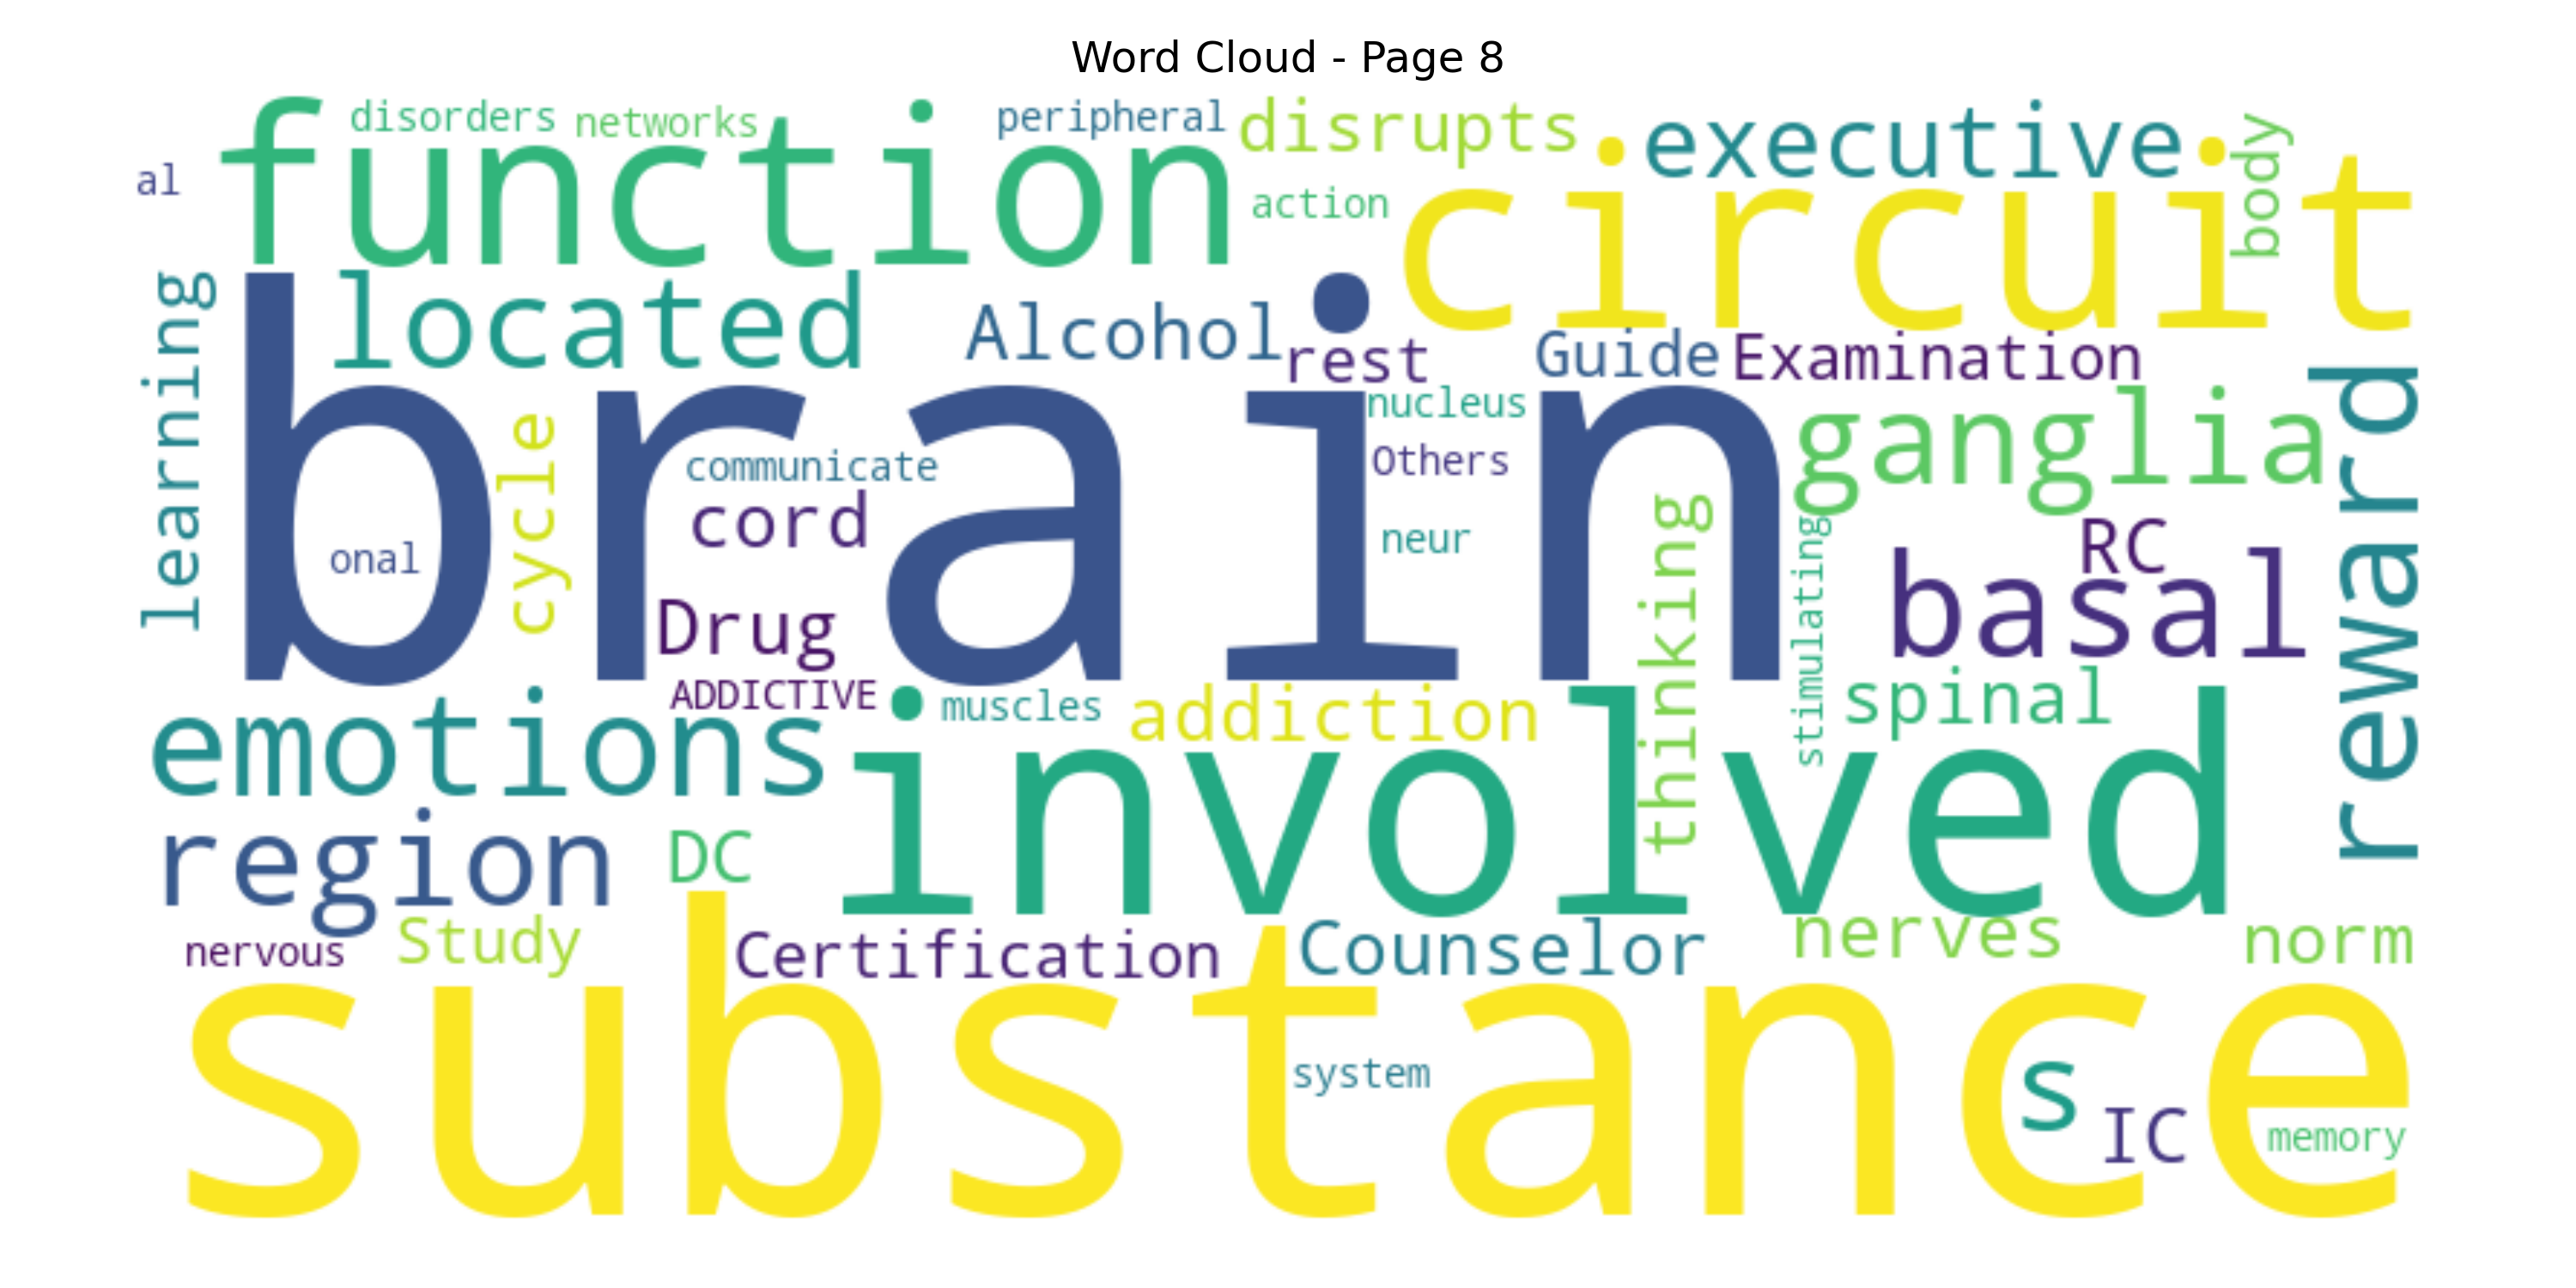 Word Cloud - Page 8
disorders
networks
peripheral
disrupts
executive
body
al
function
action
circuit
learning
located
Alcohol
rest
Guide
Examination
reward
brain
cycle
communicate
nucleus
Others
ganglia
cord
onal
neur
thinking
stimulating
RC
basal
Drug
ADDICTIVE
muscles
addiction
spinal
emotions
involved
region
DC
nervous
Study
Certification
Counselor
nerves
norm
substance
system
s
IC
memory